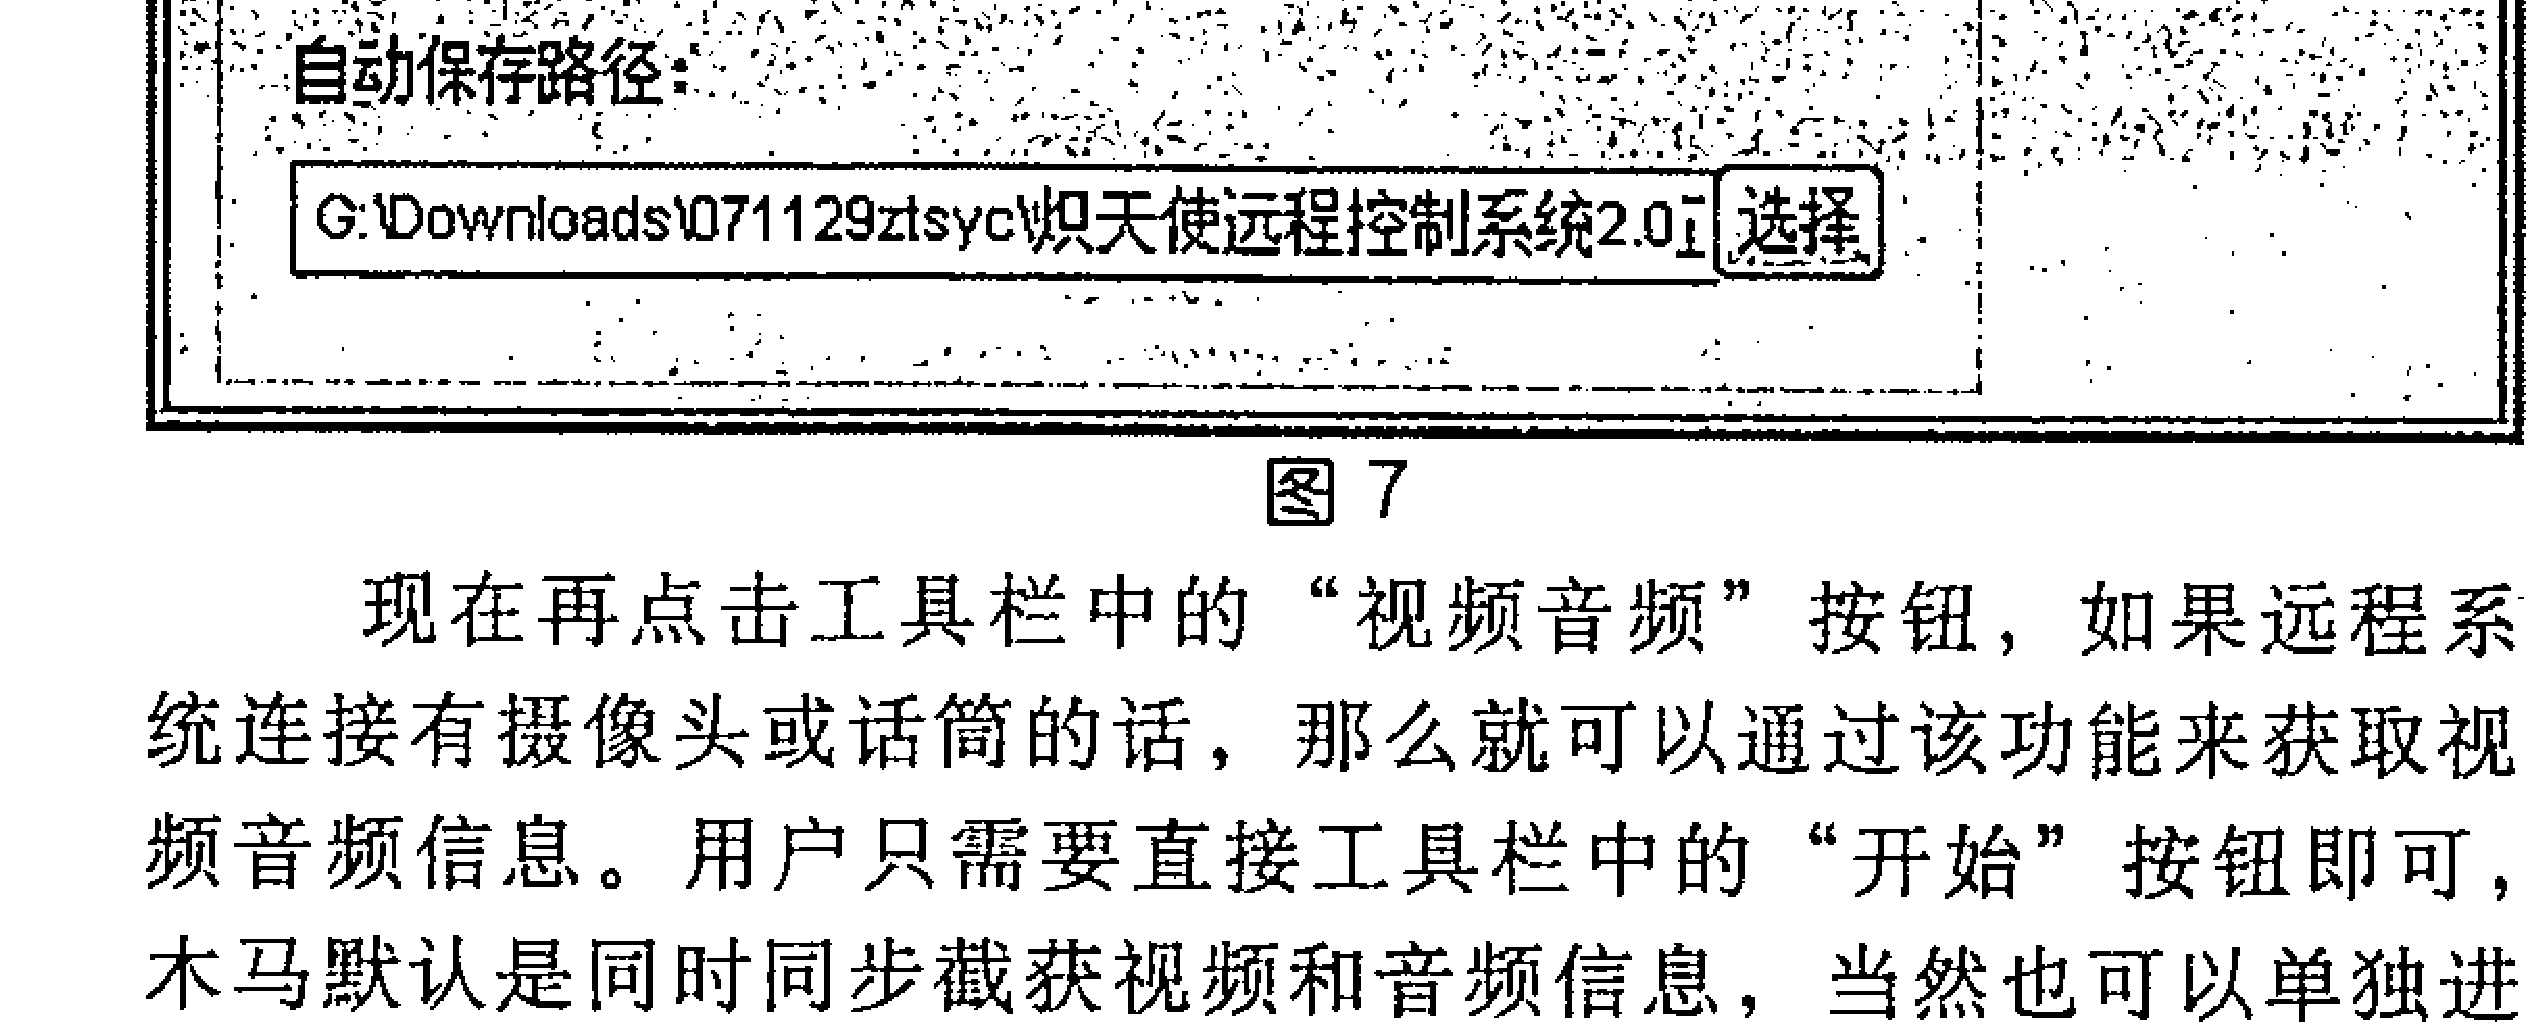 自动保存路径:
G:\Downloads\071129ztsyc\炽天使远程控制系统2.0正 选择
图 7
现在再点击工具栏中的“视频音频”按钮，如果远程系
统连接有摄像头或话筒的话，那么就可以通过该功能来获取视
频音频信息。用户只需要直接工具栏中的“开始”按钮即可，
木马默认是同时同步截获视频和音频信息，当然也可以单独进